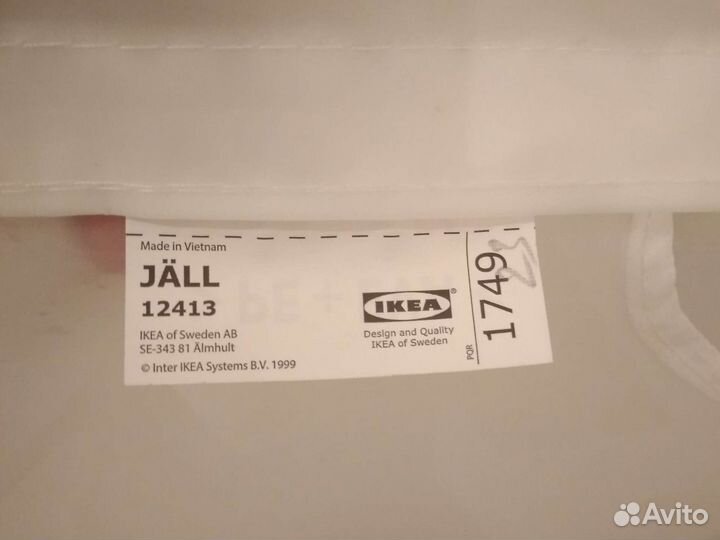 Made in Vietnam
JÄLL
12413
IKEA of Sweden AB
SE-343 81 Älmhult
© Inter IKEA Systems B.V. 1999
IKEA
Design and Quality
IKEA of Sweden
PQR
1749
Avito